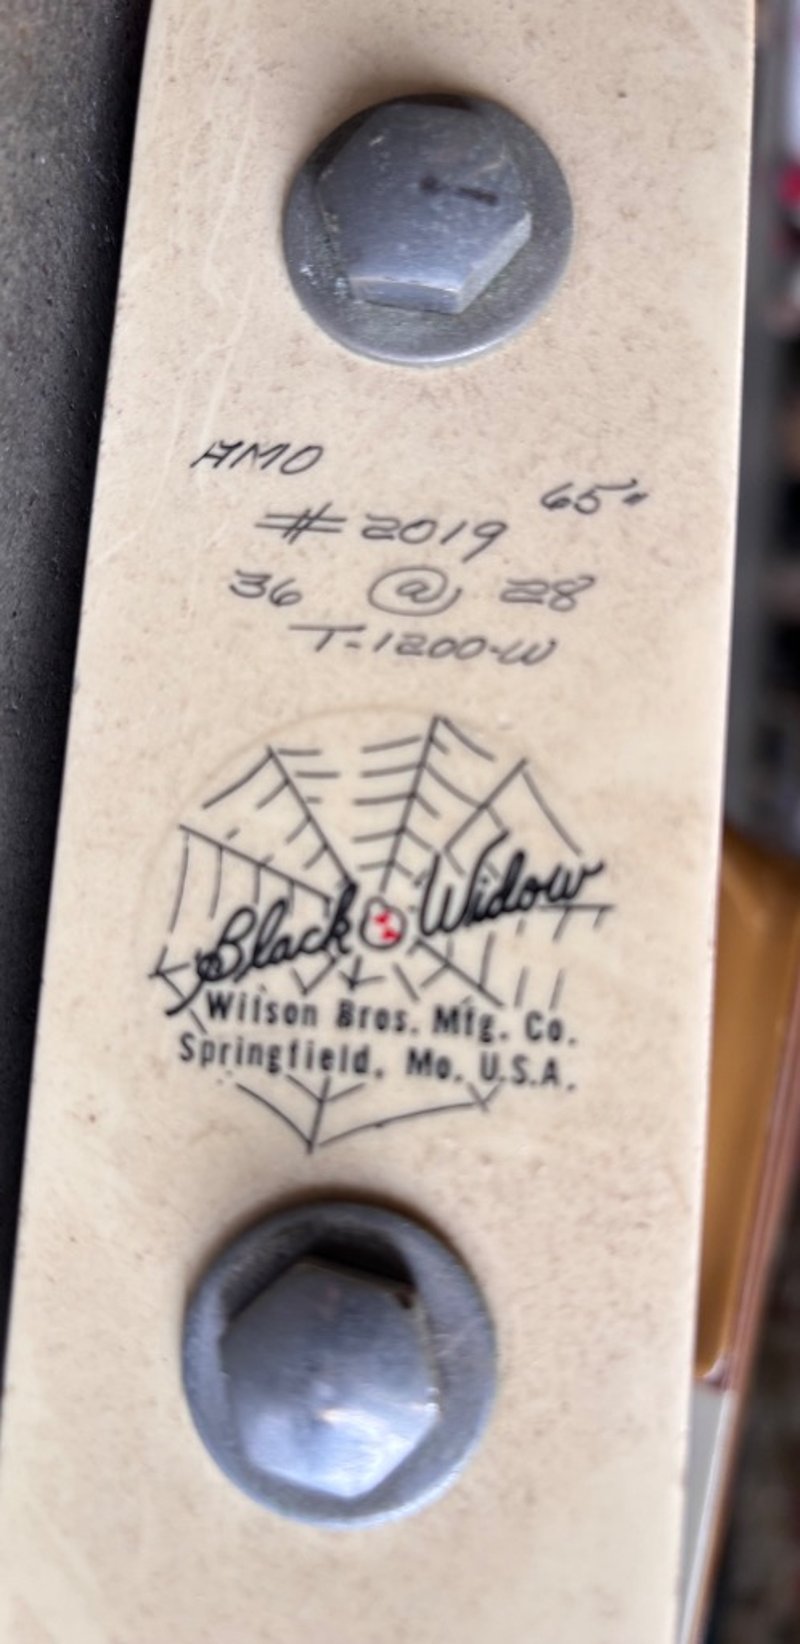 AMO 65"
#2019
36 @ 28
T-1200-W
Black Widow
Wilson Bros. Mfg. Co.
Springfield, Mo. U.S.A.